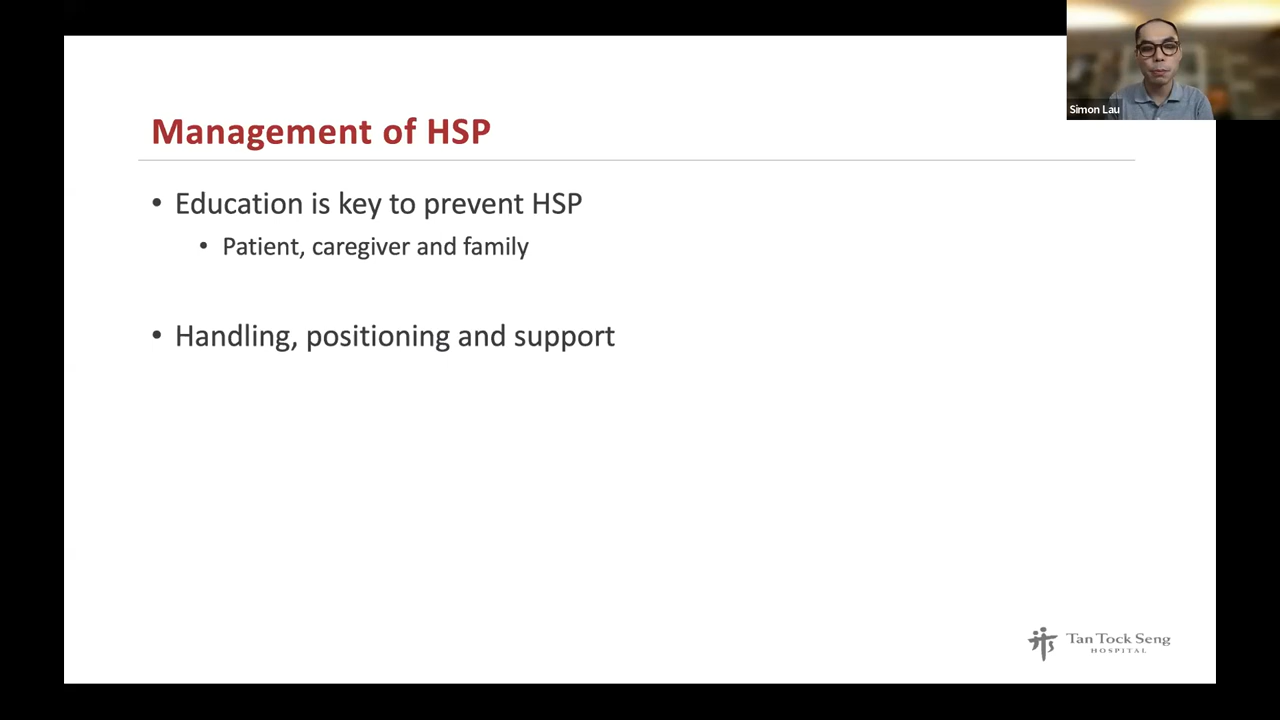 Simon Lau
Management of HSP
• Education is key to prevent HSP
• Patient, caregiver and family
• Handling, positioning and support
Tan Tock Seng
HOSPITAL